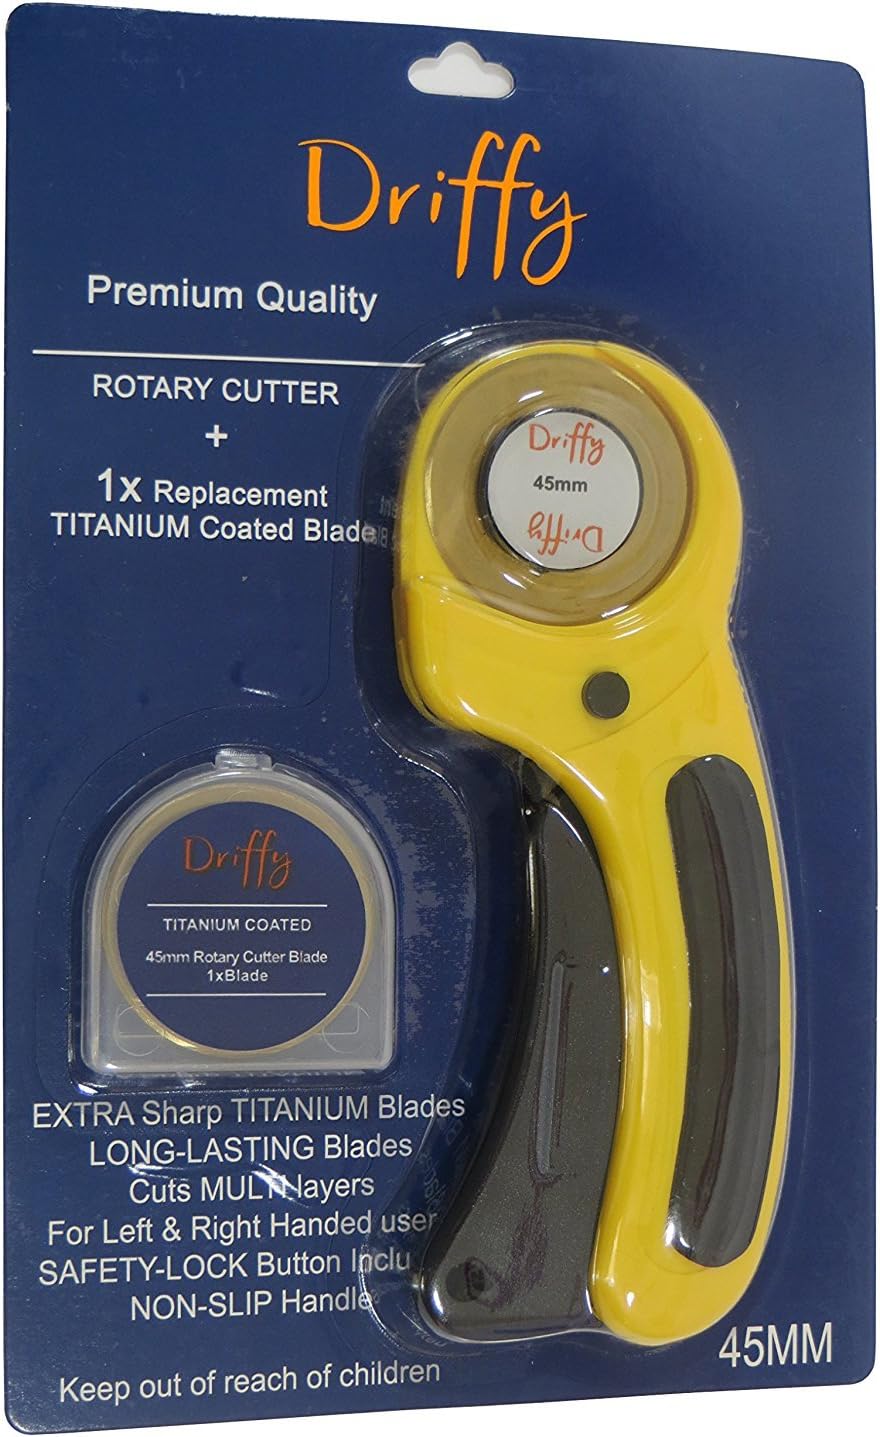 Driffy
Premium Quality
ROTARY CUTTER
+
1x Replacement
TITANIUM Coated Blade
Driffy
45mm
Driffy
Driffy
TITANIUM COATED
45mm Rotary Cutter Blade
1xBlade
EXTRA Sharp TITANIUM Blades
LONG-LASTING Blades
Cuts MULTI layers
For Left & Right Handed user
SAFETY-LOCK Button Inclu
NON-SLIP Handle
45MM
Keep out of reach of children